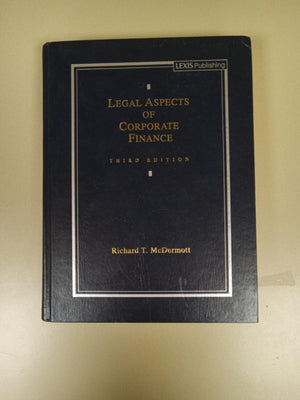 LEXIS Publishing
LEGAL ASPECTS
OF
CORPORATE
FINANCE
THIRD EDITION
Richard T. McDermott